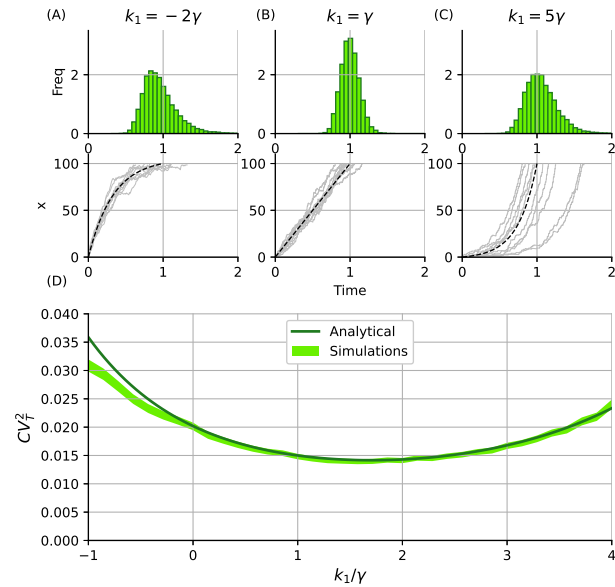 (A) k₁ = −2γ (B) k₁ = γ (C) k₁ = 5γ
Freq
2 2 2
0 0 0
0 1 2 0 1 2 0 1 2
x
100 100 100
50 50 50
0 0 0
0 1 2 0 1 2 0 1 2
Time
(D)
0.040
0.035
0.030
0.025
0.020
0.015
0.010
0.005
0.000
CV²_T
Analytical
Simulations
−1 0 1 2 3 4
k₁/γ